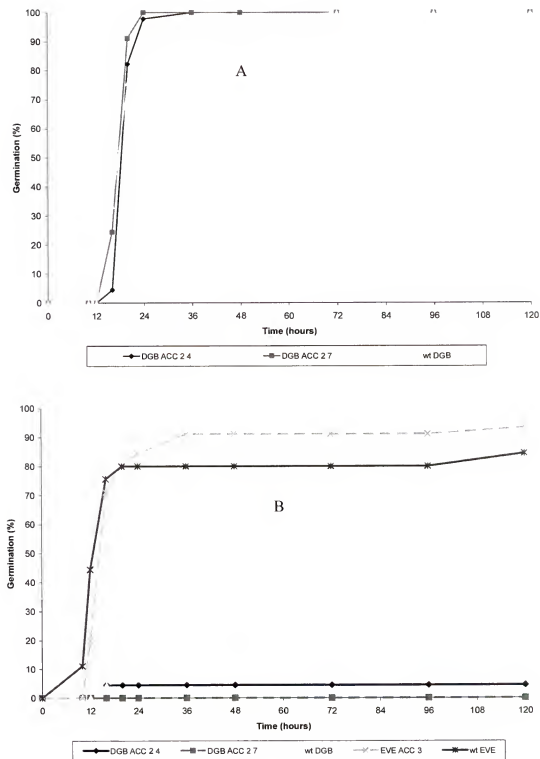 100
90
80
70
60
50
40
30
20
10
0
Germination (%)
A
0 12 24 36 48 60 72 84 96 108 120
Time (hours)
DGB ACC 2 4 DGB ACC 2 7 wt DGB
100
90
80
70
60
50
40
30
20
10
0
Germination (%)
B
0 12 24 36 48 60 72 84 96 108 120
Time (hours)
DGB ACC 2 4 DGB ACC 2 7 wt DGB EVE ACC 3 wt EVE